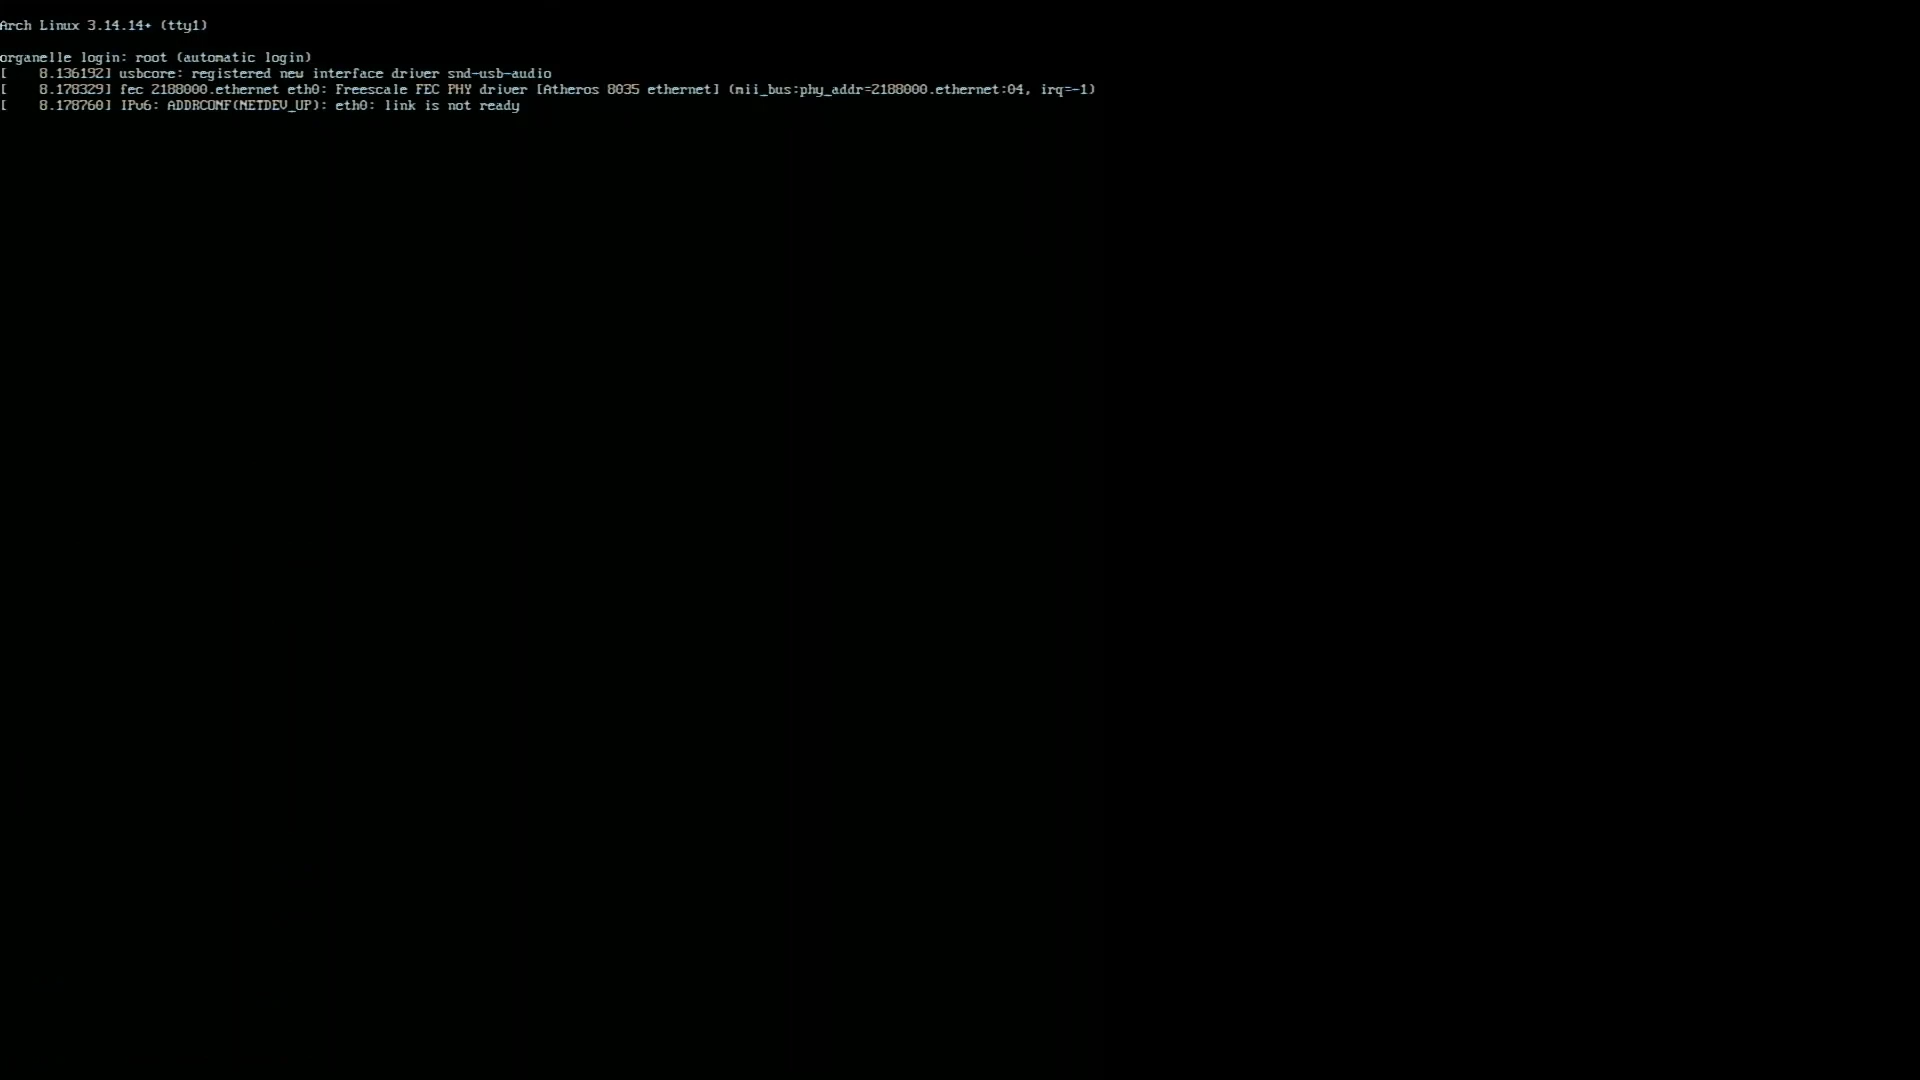 Arch Linux 3.14.14+ (tty1)
organelle login: root (automatic login)
[    8.136192] usbcore: registered new interface driver snd-usb-audio
[    8.178329] fec 2188000.ethernet eth0: Freescale FEC PHY driver [Atheros 8035 ethernet] (mii_bus:phy_addr=2188000.ethernet:04, irq=-1)
[    8.178760] IPv6: ADDRCONF(NETDEV_UP): eth0: link is not ready